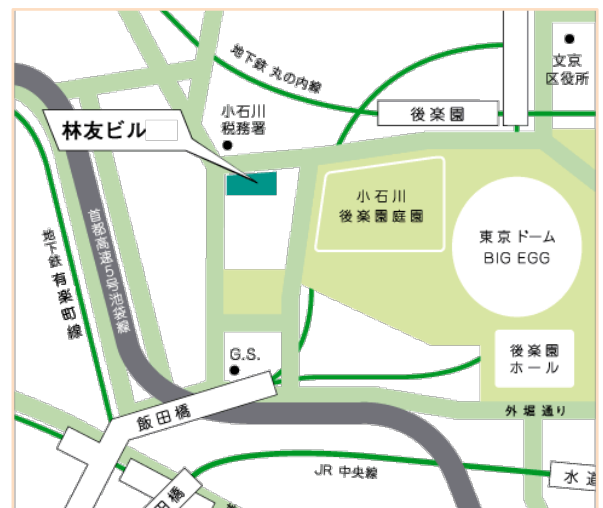 地下鉄 丸の内線
文京
区役所
後楽園
小石川
税務署
林友ビル
小石川
後楽園庭園
東京ドーム
BIG EGG
首都高速5号池袋線
地下鉄 有楽町線
G.S.
後楽園
ホール
外堀通り
飯田橋
JR 中央線
水道
田橋